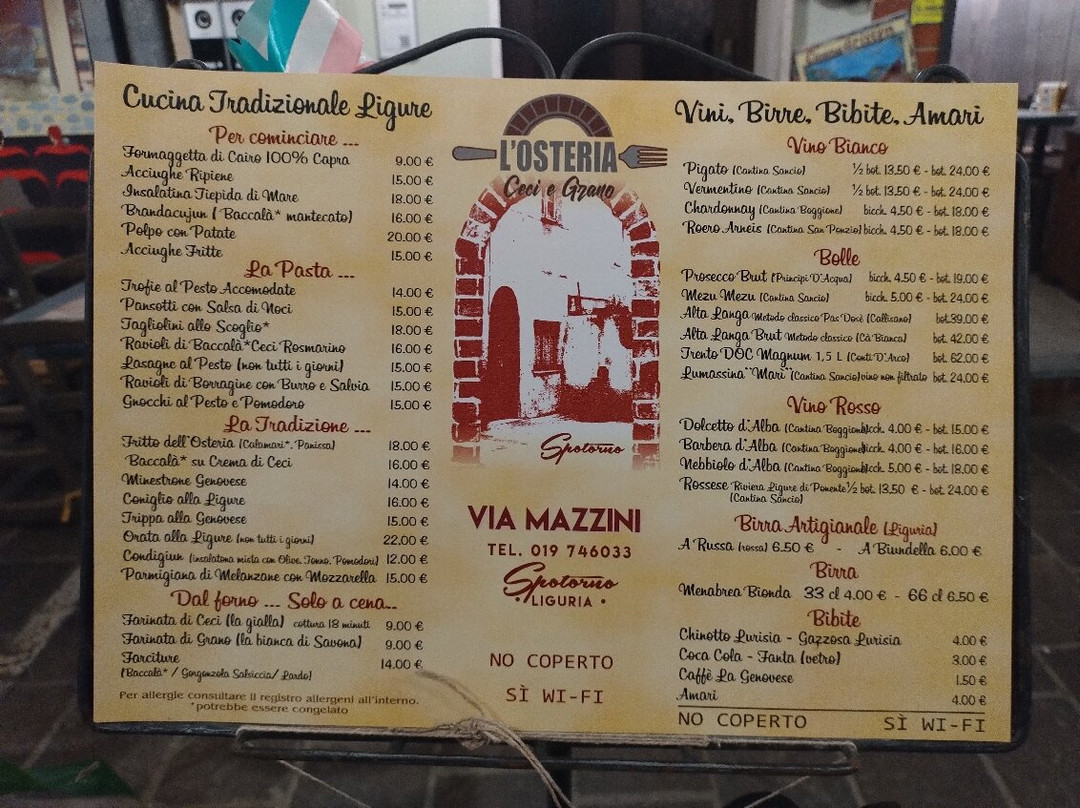 Cucina Tradizionale Ligure
Per cominciare ...
Formaggetta di Cairo 100% Capra 9.00 €
Acciughe Ripiene 15.00 €
Insalatina Tiepida di Mare 18.00 €
Brandacujun ( Baccalà* mantecato) 16.00 €
Polpo con Patate 20.00 €
Acciughe Fritte 15.00 €
La Pasta ...
Trofie al Pesto Accomodate 14.00 €
Pansotti con Salsa di Noci 15.00 €
Tagliolini allo Scoglio* 18.00 €
Ravioli di Baccalà*Ceci Rosmarino 16.00 €
Lasagne al Pesto (non tutti i giorni) 15.00 €
Ravioli di Borragine con Burro e Salvia 15.00 €
Gnocchi al Pesto e Pomodoro 15.00 €
La Tradizione ...
Fritto dell'Osteria (Calamari*, Panissa) 18.00 €
Baccalà* su Crema di Ceci 16.00 €
Minestrone Genovese 14.00 €
Coniglio alla Ligure 16.00 €
Trippa alla Genovese 15.00 €
Orata alla Ligure (non tutti i giorni) 22.00 €
Condigiun (insalatona mista con Olive, Tonno, Pomodoru) 12.00 €
Parmigiana di Melanzane con Mozzarella 15.00 €
Dal forno ... Solo a cena..
Farinata di Ceci (la gialla) cottura 18 minuti 9.00 €
Farinata di Grano (la bianca di Savona) 9.00 €
Farciture 14.00 €
(Baccalà* / Gorgonzola Salsiccia/ Lardo)
Per allergie consultare il registro allergeni all'interno.
*potrebbe essere congelato
L'OSTERIA
Ceci e Grano
Spotorno
VIA MAZZINI
TEL. 019 746033
Spotorno
• LIGURIA •
NO COPERTO
SÌ WI-FI
Vini, Birre, Bibite, Amari
Vino Bianco
Pigato (Cantina Sancio) ½ bot. 13.50 € - bot. 24.00 €
Vermentino (Cantina Sancio) ½ bot. 13.50 € - bot. 24.00 €
Chardonnay (Cantina Boggione) bicch. 4.50 € - bot. 18.00 €
Roero Arneis (Cantina San Ponzio) bicch. 4.50 € - bot. 18.00 €
Bolle
Prosecco Brut (Principi D'Acqua) bicch. 4.50 € - bot. 19.00 €
Mezu Mezu (Cantina Sancio) bicch. 5.00 € - bot. 24.00 €
Alta Langa Metodo classico Pas Dosè (Callisano) bot.39.00 €
Alta Langa Brut Metodo classico (Cà Bianca) bot. 42.00 €
Trento DOC Magnum 1,5 L (Conti D'Arco) bot. 62.00 €
Lumassina "Mari" (Cantina Sancio)vino non filtrato bot. 24.00 €
Vino Rosso
Dolcetto d'Alba (Cantina Boggione) bicch. 4.00 € - bot. 15.00 €
Barbera d'Alba (Cantina Boggione) bicch. 4.00 € - bot. 16.00 €
Nebbiolo d'Alba (Cantina Boggione) bicch. 5.00 € - bot. 18.00 €
Rossese Riviera Ligure di Ponente ½ bot. 13.50 € - bot. 24.00 €
(Cantina Sancio)
Birra Artigianale (Liguria)
A Russa (rossa) 6.50 € - A Biundella 6.00 €
Birra
Menabrea Bionda 33 cl 4.00 € - 66 cl 6.50 €
Bibite
Chinotto Lurisia - Gazzosa Lurisia 4.00 €
Coca Cola - Fanta (vetro) 3.00 €
Caffè La Genovese 1.50 €
Amari 4.00 €
NO COPERTO SÌ WI-FI